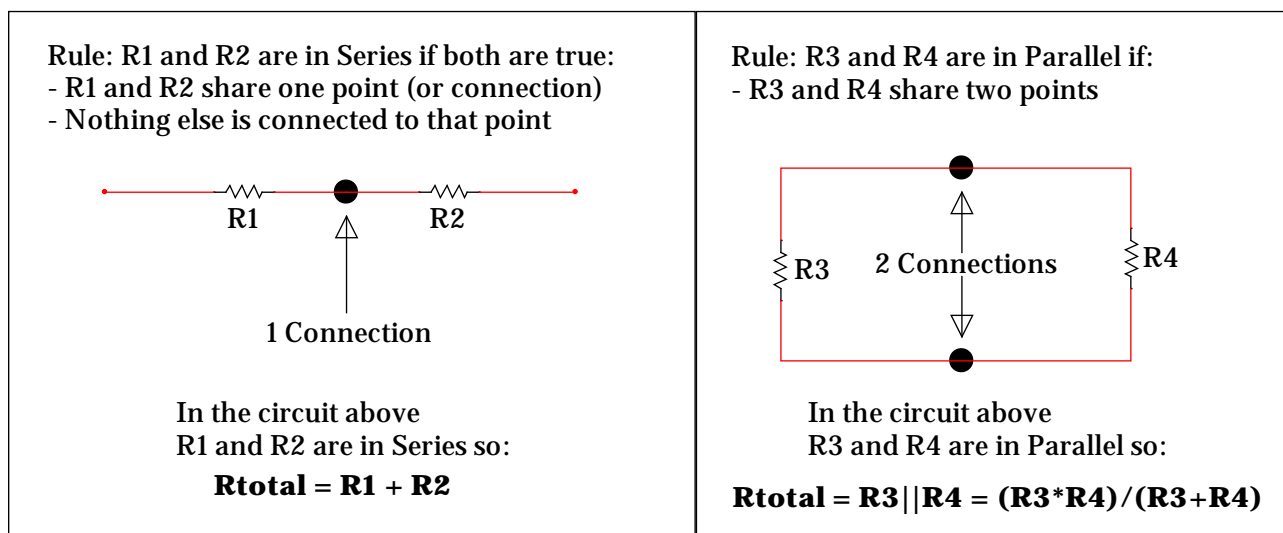 Rule: R1 and R2 are in Series if both are true:
- R1 and R2 share one point (or connection)
- Nothing else is connected to that point
R1
R2
1 Connection
In the circuit above
R1 and R2 are in Series so:
Rtotal = R1 + R2
Rule: R3 and R4 are in Parallel if:
- R3 and R4 share two points
R3
2 Connections
R4
In the circuit above
R3 and R4 are in Parallel so:
Rtotal = R3||R4 = (R3*R4)/(R3+R4)